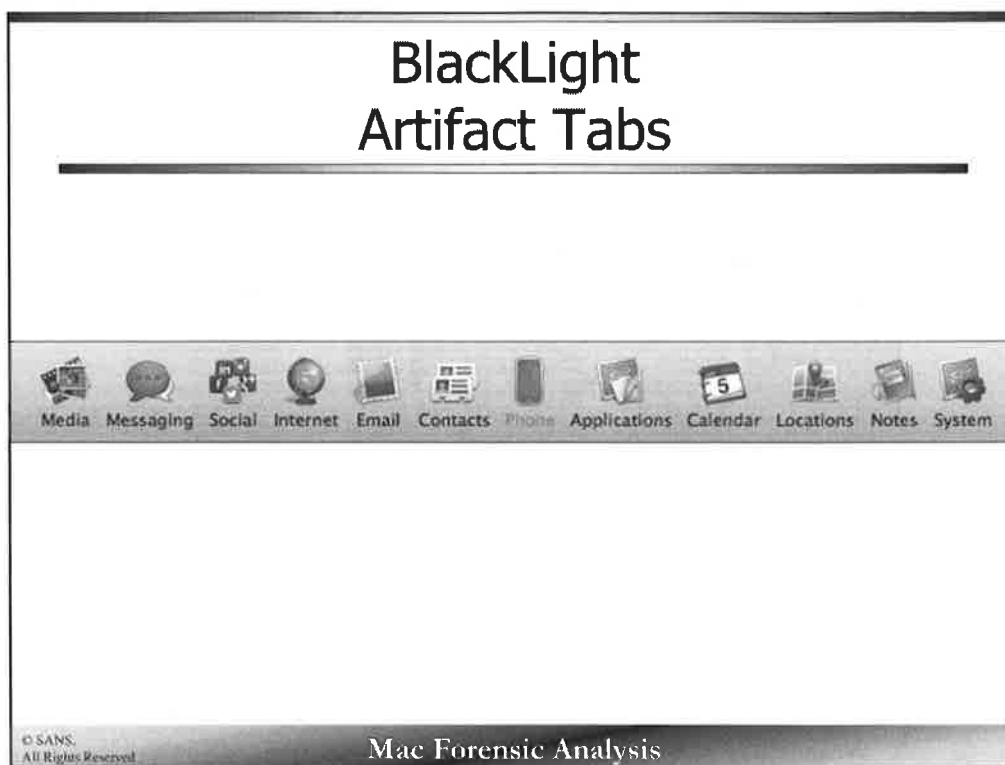 BlackLight
Artifact Tabs
Media Messaging Social Internet Email Contacts Phone Applications Calendar Locations Notes System
5
© SANS.
All Rights Reserved
Mac Forensic Analysis